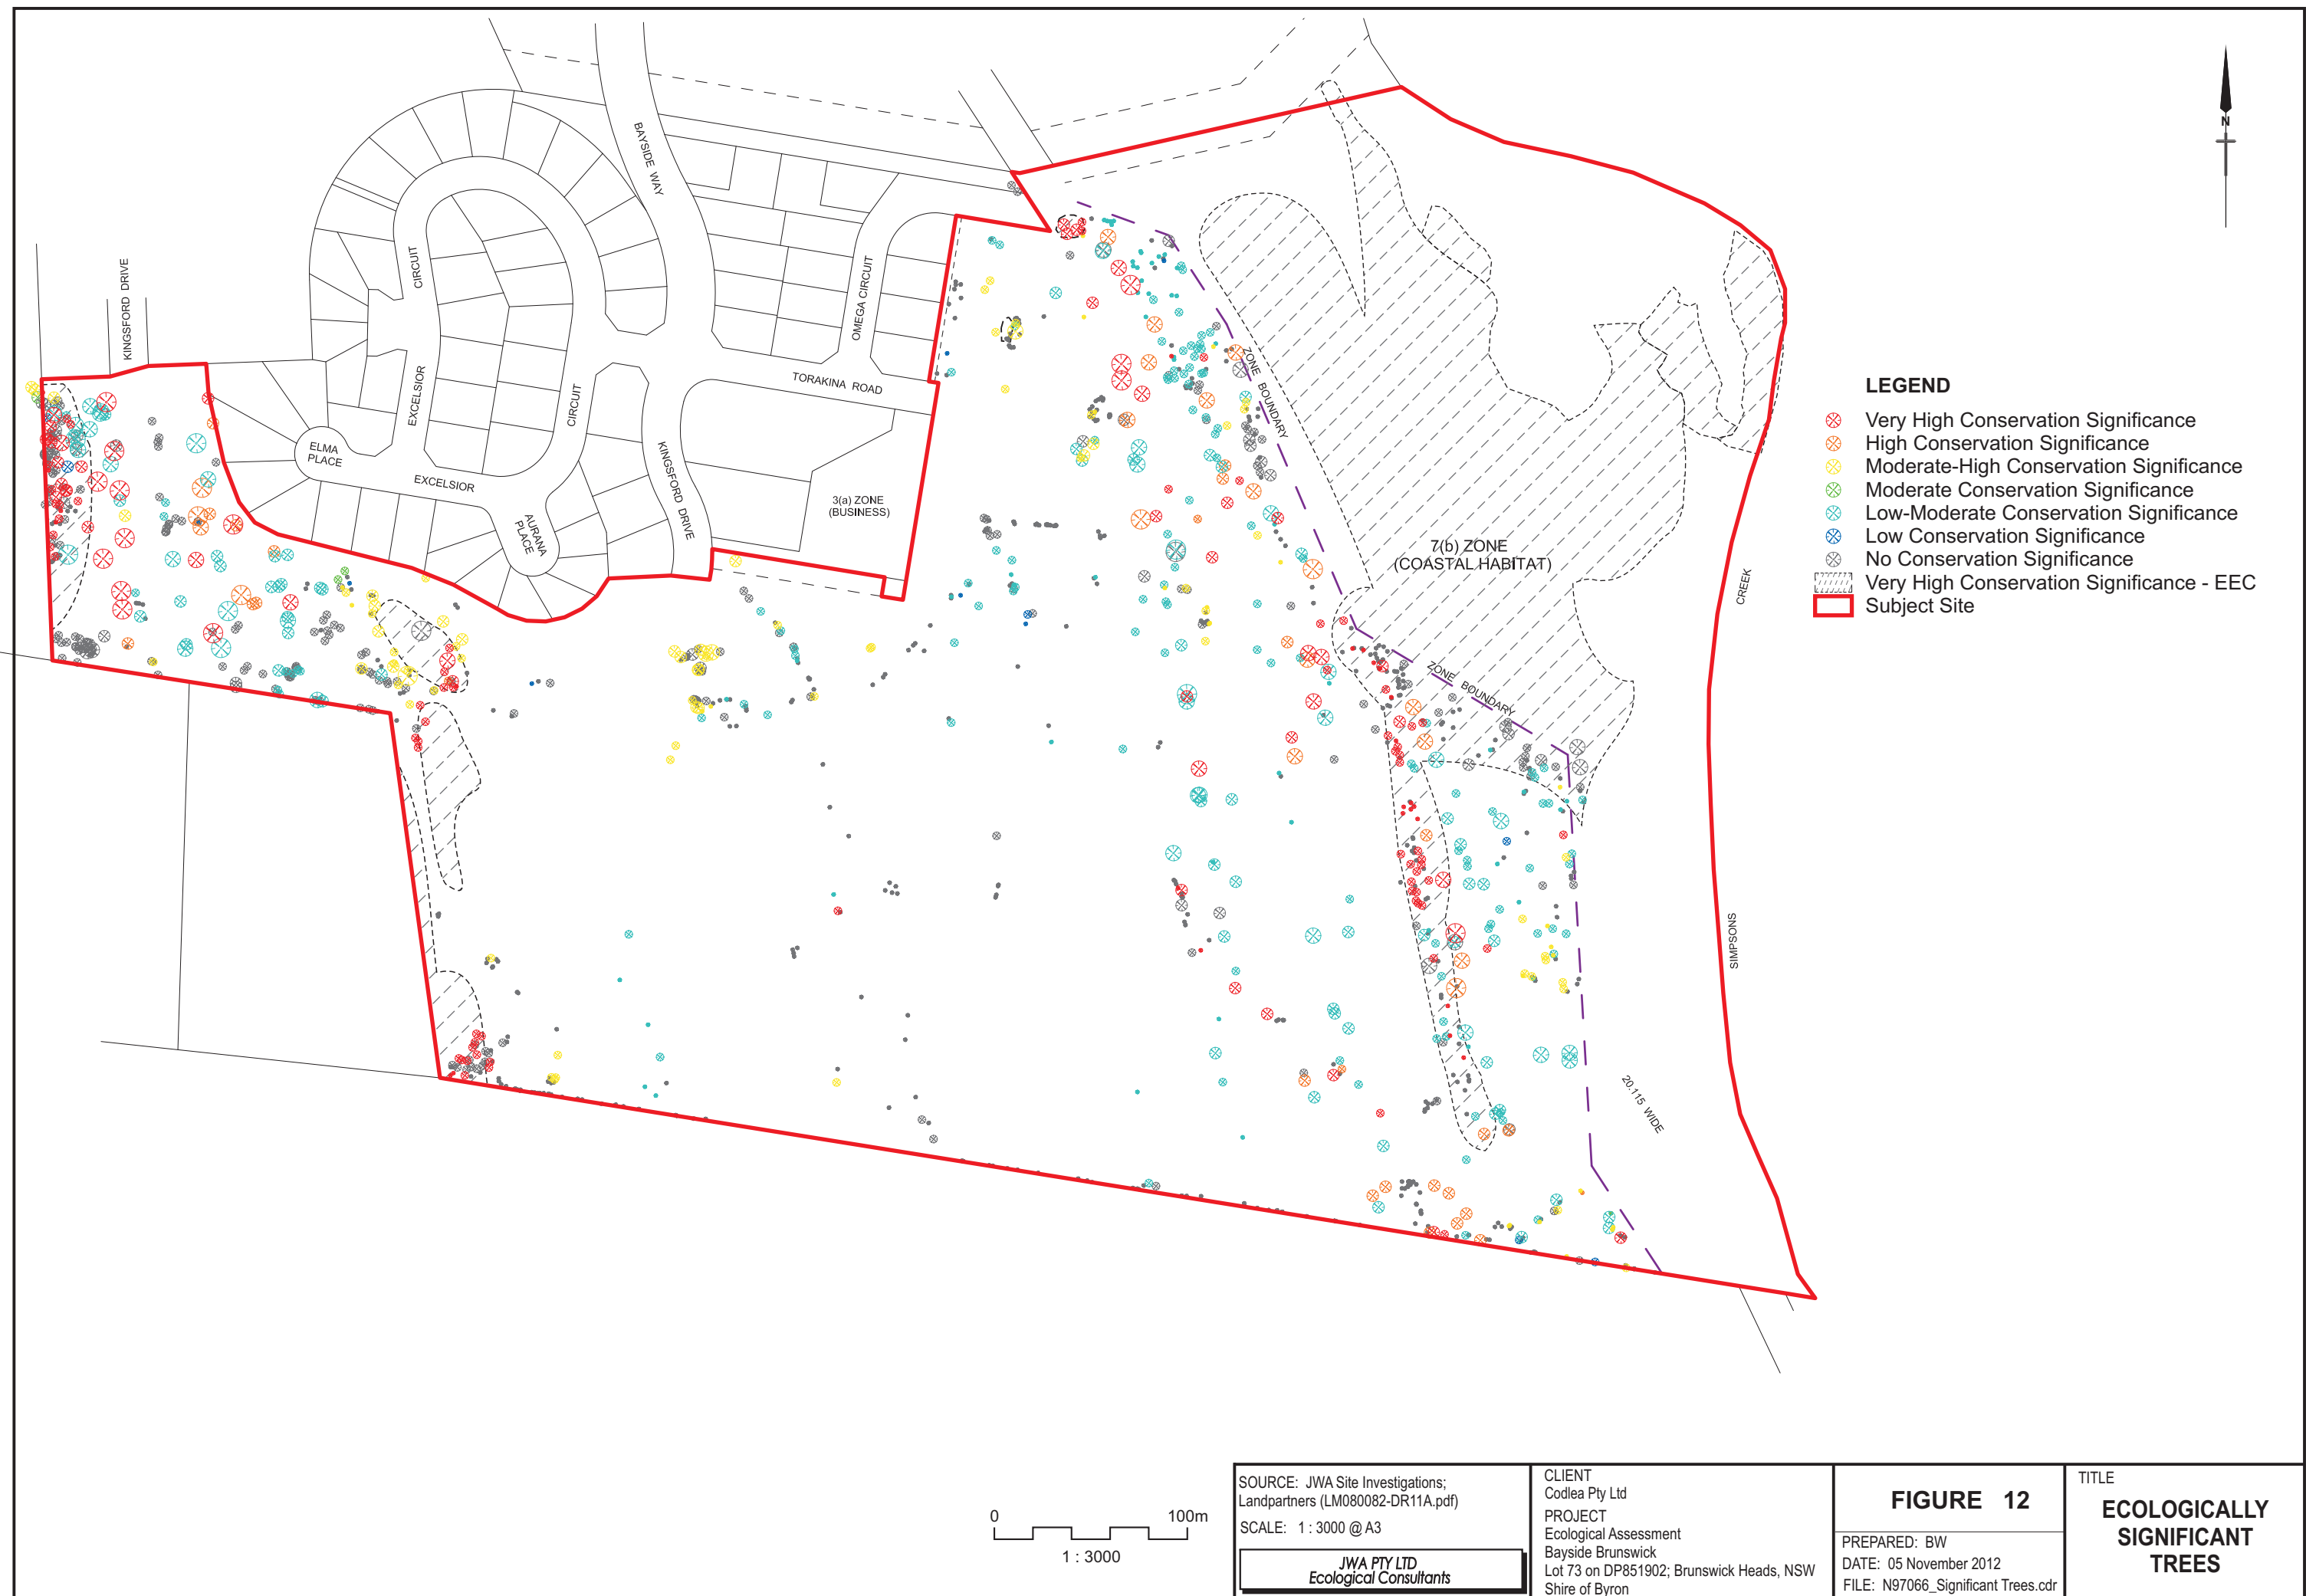 N
BAYSIDE WAY
KINGSFORD DRIVE
CIRCUIT
OMEGA CIRCUIT
EXCELSIOR
CIRCUIT
TORAKINA ROAD
ELMA
PLACE
EXCELSIOR
AURANA
PLACE
KINGSFORD DRIVE
3(a) ZONE
(BUSINESS)
ZONE BOUNDARY
7(b) ZONE
(COASTAL HABITAT)
ZONE BOUNDARY
CREEK
SIMPSONS
20.115 WIDE
LEGEND
Very High Conservation Significance
High Conservation Significance
Moderate-High Conservation Significance
Moderate Conservation Significance
Low-Moderate Conservation Significance
Low Conservation Significance
No Conservation Significance
Very High Conservation Significance - EEC
Subject Site
0 100m
1 : 3000
SOURCE: JWA Site Investigations;
Landpartners (LM080082-DR11A.pdf)
SCALE: 1 : 3000 @ A3
JWA PTY LTD
Ecological Consultants
CLIENT
Codlea Pty Ltd
PROJECT
Ecological Assessment
Bayside Brunswick
Lot 73 on DP851902; Brunswick Heads, NSW
Shire of Byron
FIGURE 12
PREPARED: BW
DATE: 05 November 2012
FILE: N97066_Significant Trees.cdr
TITLE
ECOLOGICALLY
SIGNIFICANT
TREES